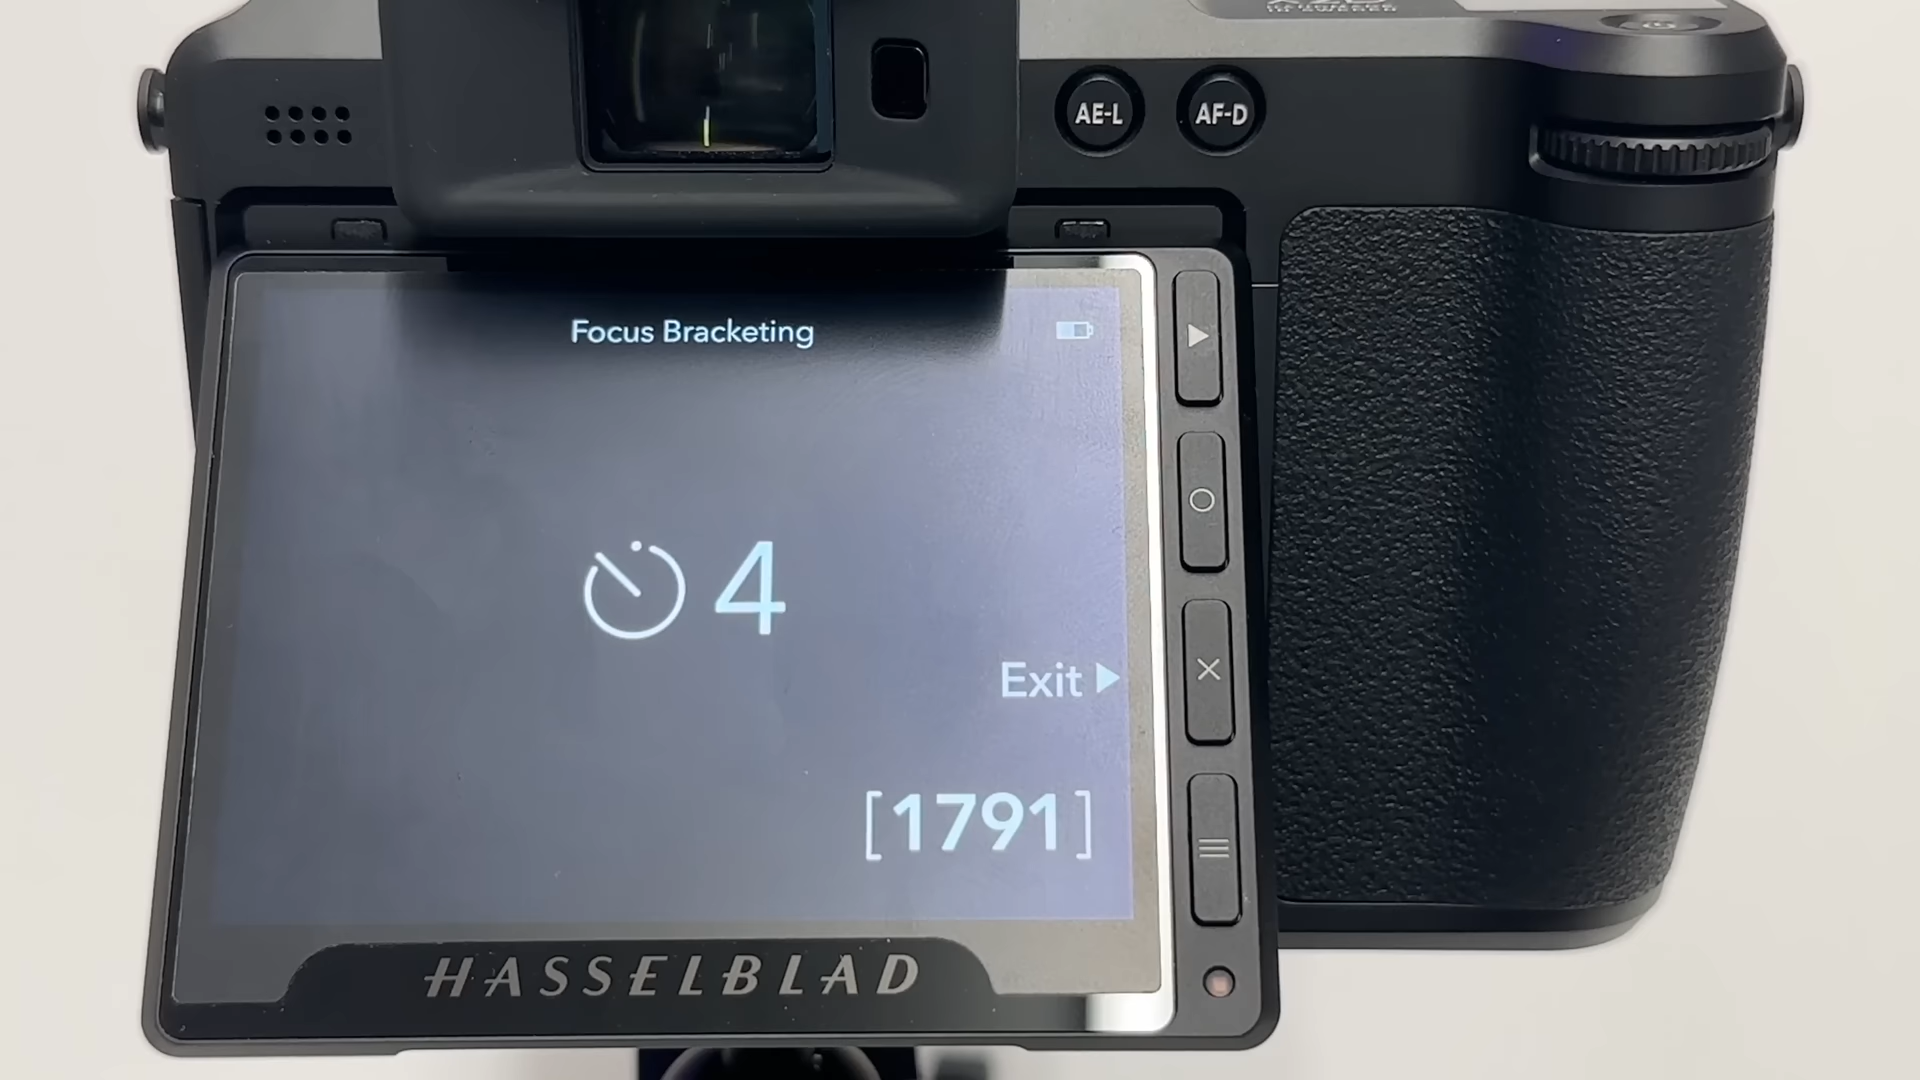 AE-L
AF-D
Focus Bracketing
4
Exit
[1791]
HASSELBLAD